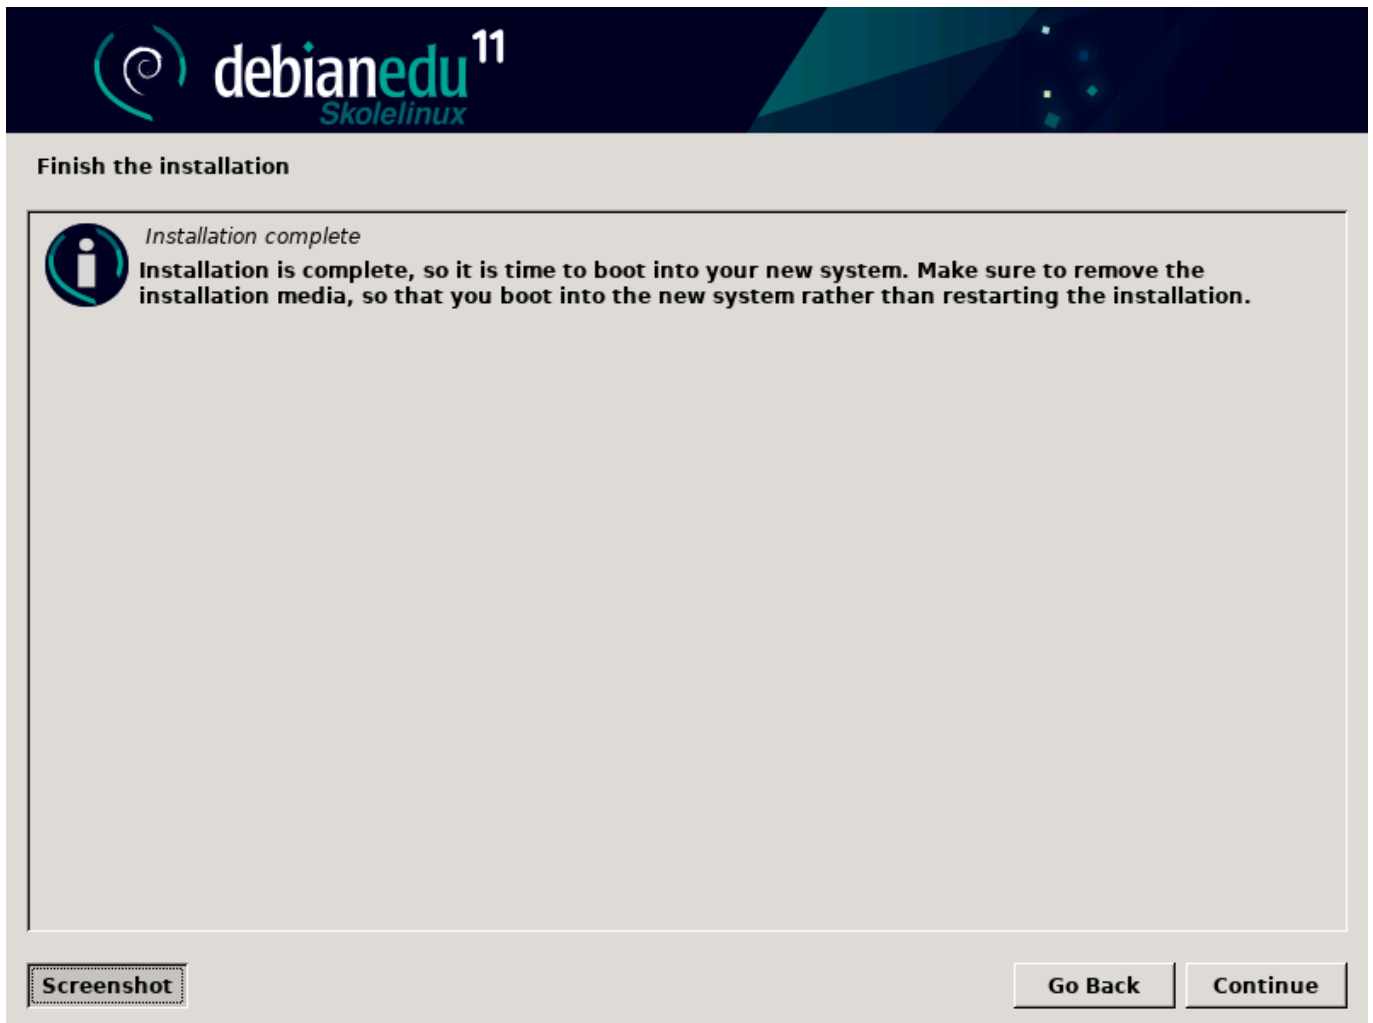 debianedu 11
Skolelinux
Finish the installation
Installation complete
Installation is complete, so it is time to boot into your new system. Make sure to remove the
installation media, so that you boot into the new system rather than restarting the installation.
Screenshot
Go Back
Continue